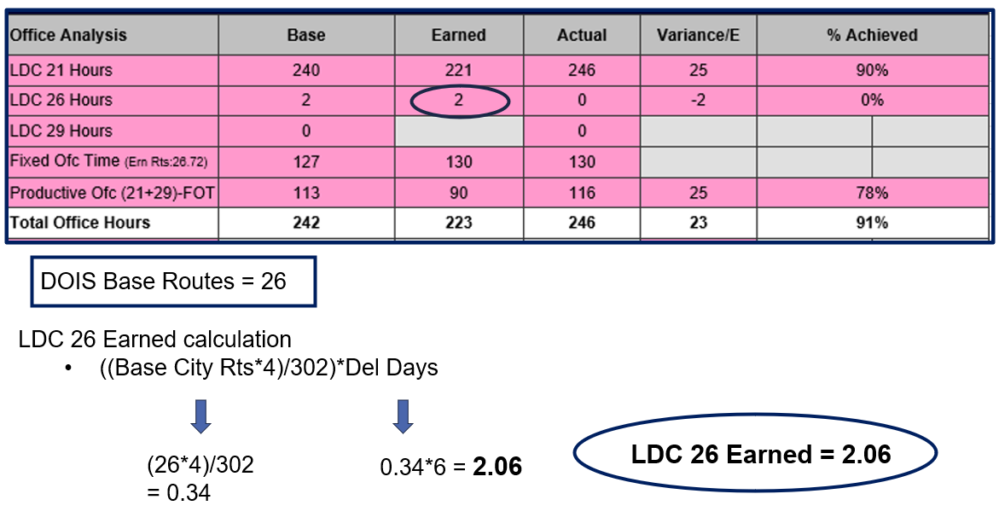 Office Analysis Base Earned Actual Variance/E % Achieved
LDC 21 Hours 240 221 246 25 90%
LDC 26 Hours 2 2 0 -2 0%
LDC 29 Hours 0 0
Fixed Ofc Time (Ern Rts:26.72) 127 130 130
Productive Ofc (21+29)-FOT 113 90 116 25 78%
Total Office Hours 242 223 246 23 91%
DOIS Base Routes = 26
LDC 26 Earned calculation
• ((Base City Rts*4)/302)*Del Days
(26*4)/302
= 0.34
0.34*6 = 2.06
LDC 26 Earned = 2.06